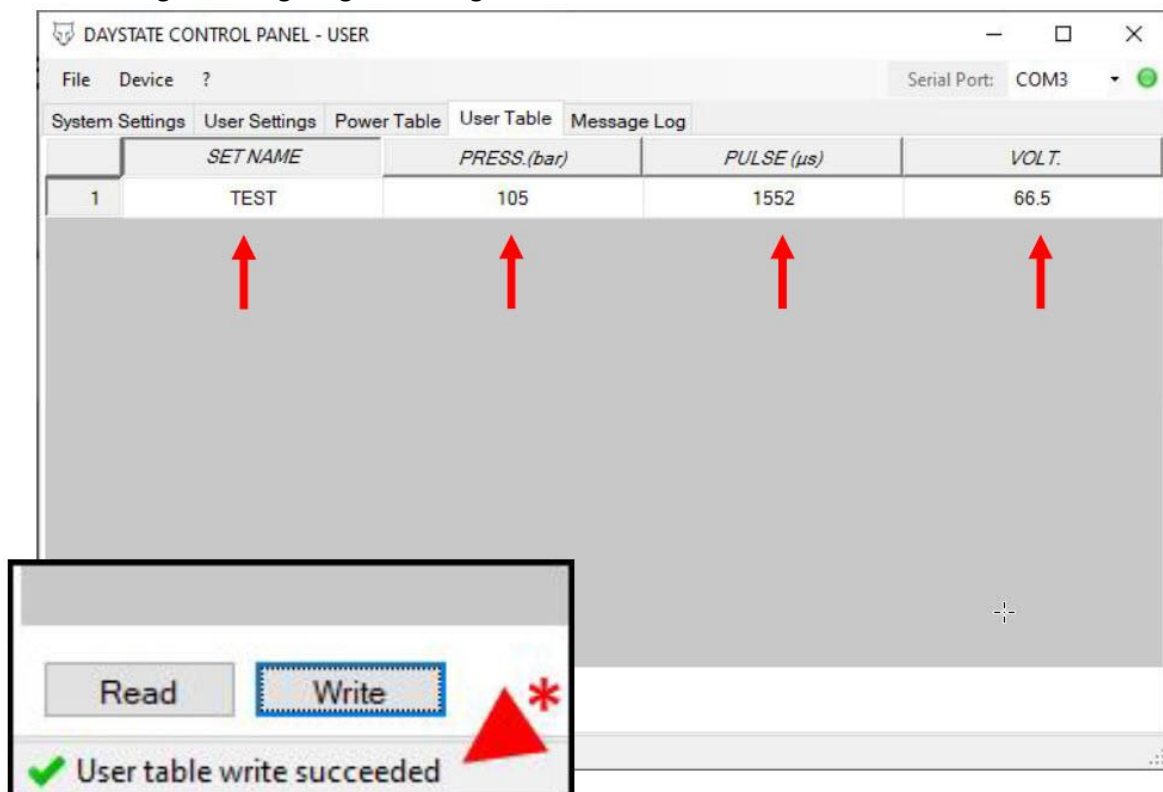 DAYSTATE CONTROL PANEL - USER
File Device ? Serial Port: COM3
System Settings User Settings Power Table User Table Message Log
SET NAME PRESS.(bar) PULSE (µs) VOLT.
1 TEST 105 1552 66.5
Read Write *
User table write succeeded